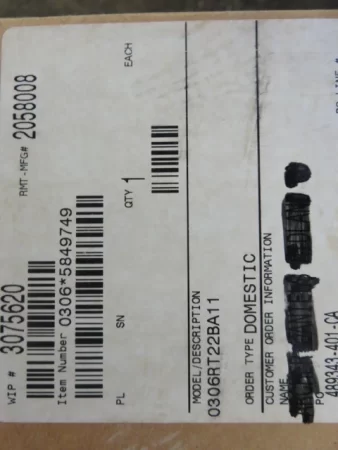 WIP # 3075620
RMT-MFG# 2058008
Item Number 0306*5849749
PL SN QTY 1 EACH
MODEL/DESCRIPTION
0306RT22BA11
ORDER TYPE DOMESTIC
CUSTOMER ORDER INFORMATION
NAME
PO
489343-401-CA